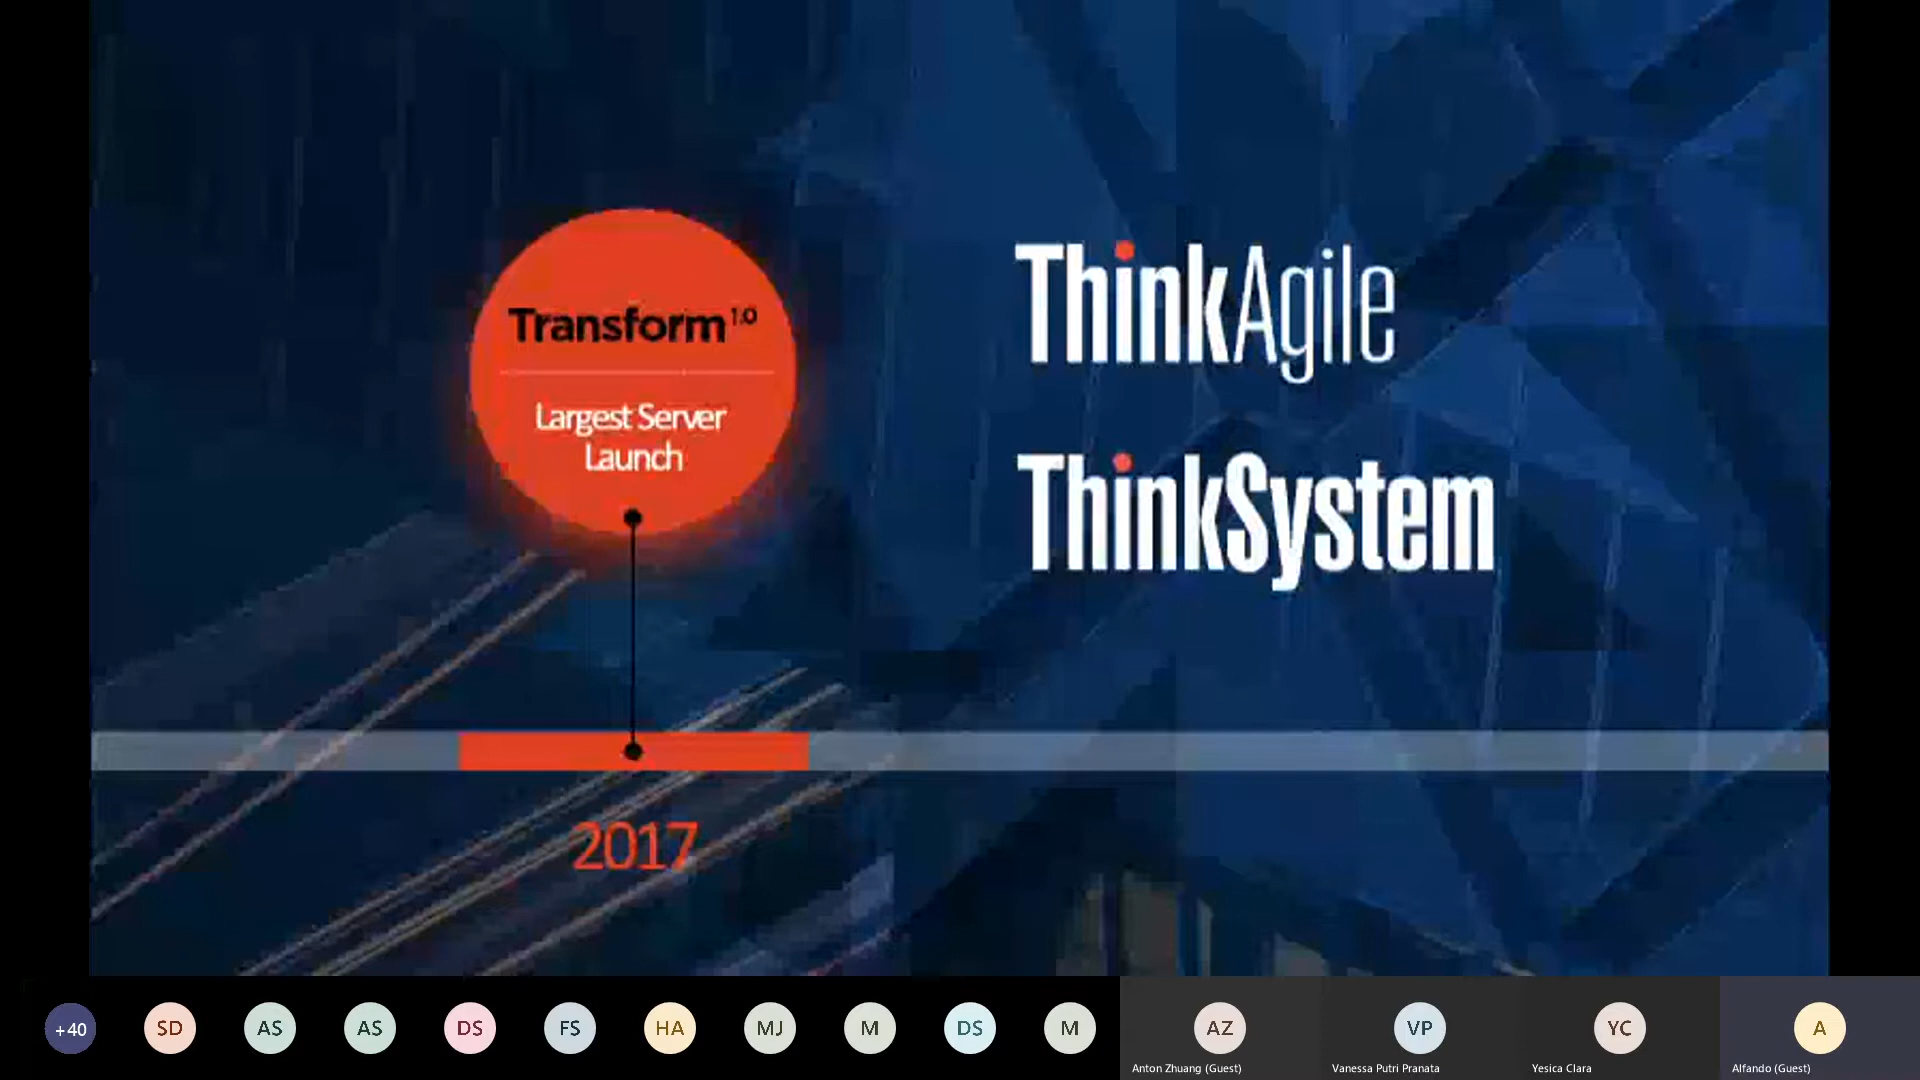 Transform 1.0
Largest Server
Launch
ThinkAgile
ThinkSystem
2017
+40
SD
AS
AS
DS
FS
HA
MJ
M
DS
M
AZ
VP
YC
A
Anton Zhuang (Guest)
Vanessa Putri Pranata
Yesica Clara
Alfando (Guest)